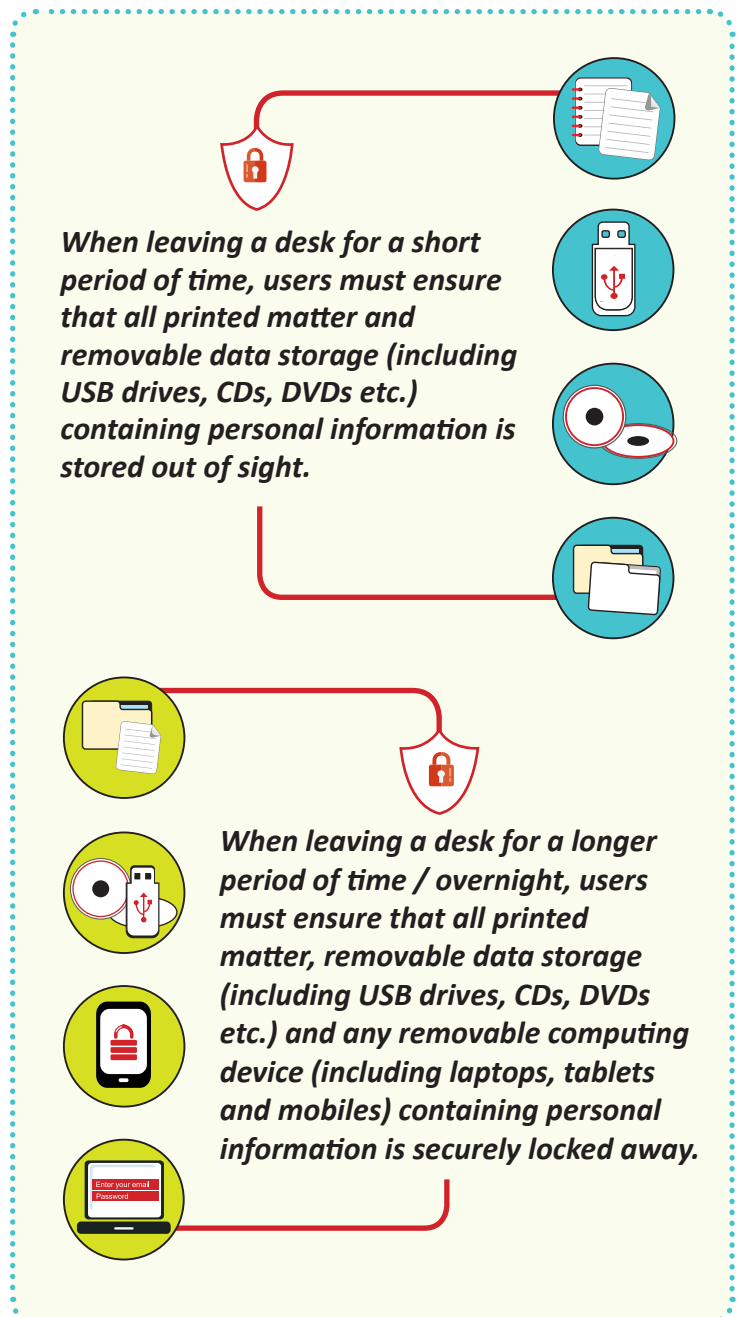 When leaving a desk for a short
period of time, users must ensure
that all printed matter and
removable data storage (including
USB drives, CDs, DVDs etc.)
containing personal information is
stored out of sight.
When leaving a desk for a longer
period of time / overnight, users
must ensure that all printed
matter, removable data storage
(including USB drives, CDs, DVDs
etc.) and any removable computing
device (including laptops, tablets
and mobiles) containing personal
information is securely locked away.
Enter your email
Password